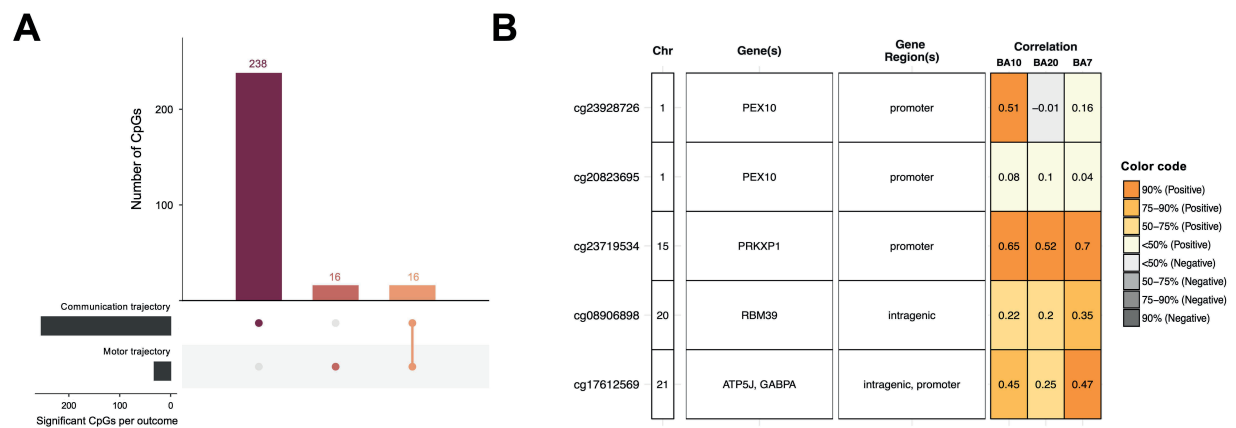 A
B
Number of CpGs
200
100
238
16
16
Communication trajectory
Motor trajectory
200 100 0
Significant CpGs per outcome
Chr Gene(s) Gene Region(s) Correlation
BA10 BA20 BA7
cg23928726 1 PEX10 promoter 0.51 −0.01 0.16
cg20823695 1 PEX10 promoter 0.08 0.1 0.04
cg23719534 15 PRKXP1 promoter 0.65 0.52 0.7
cg08906898 20 RBM39 intragenic 0.22 0.2 0.35
cg17612569 21 ATP5J, GABPA intragenic, promoter 0.45 0.25 0.47
Color code
90% (Positive)
75−90% (Positive)
50−75% (Positive)
<50% (Positive)
<50% (Negative)
50−75% (Negative)
75−90% (Negative)
90% (Negative)